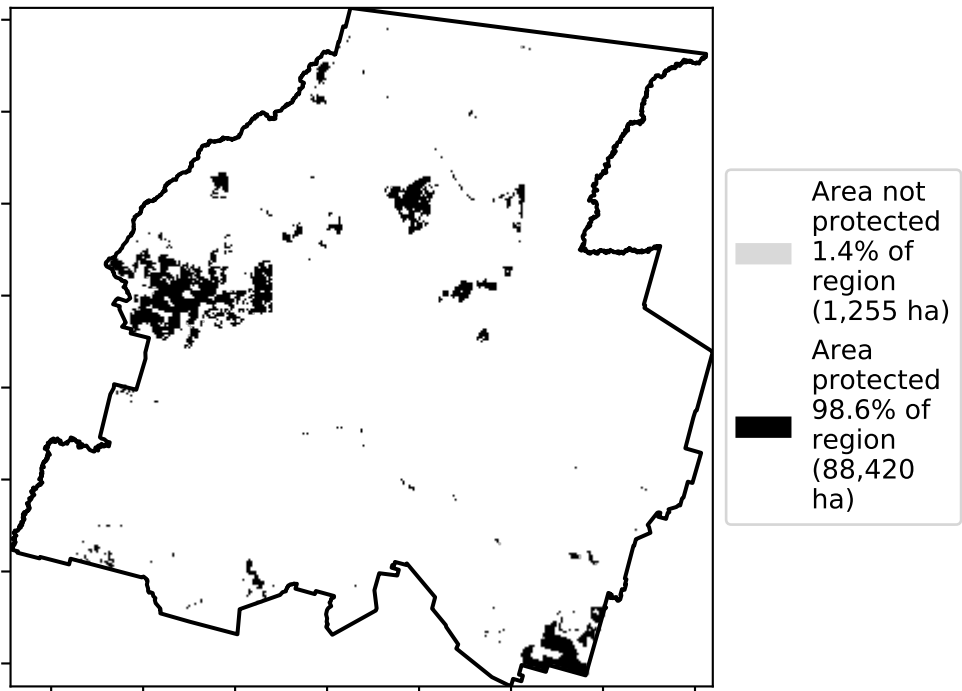 Area not
protected
1.4% of
region
(1,255 ha)
Area
protected
98.6% of
region
(88,420
ha)